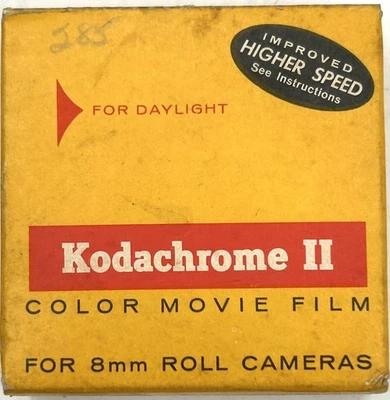 285
IMPROVED
HIGHER SPEED
See Instructions
FOR DAYLIGHT
Kodachrome II
COLOR MOVIE FILM
FOR 8mm ROLL CAMERAS